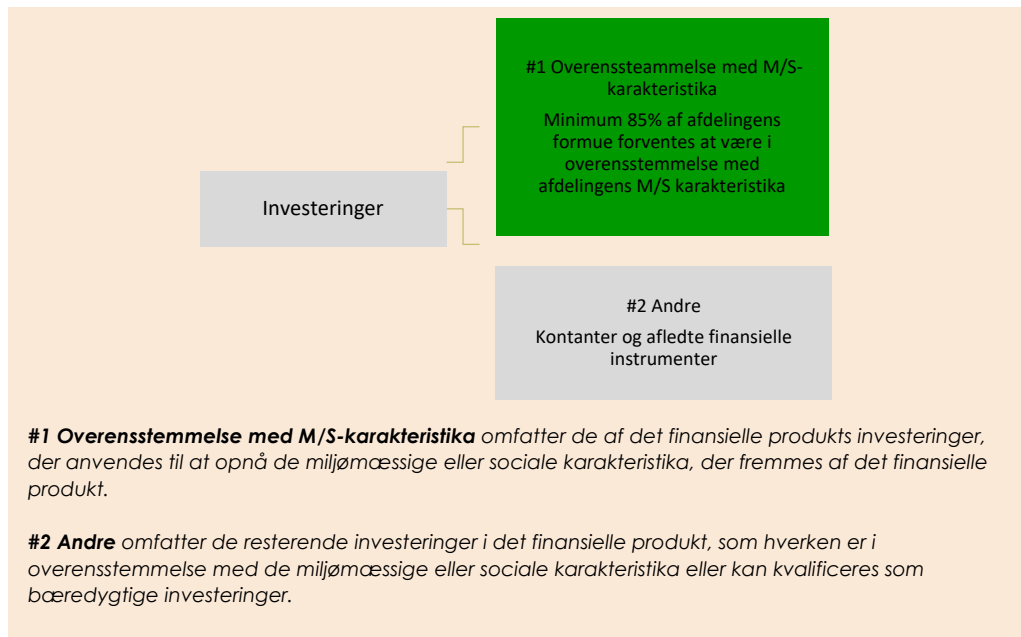 #1 Overenssteammelse med M/S-
karakteristika
Minimum 85% af afdelingens
formue forventes at være i
overensstemmelse med
afdelingens M/S karakteristika
Investeringer
#2 Andre
Kontanter og afledte finansielle
instrumenter
#1 Overensstemmelse med M/S-karakteristika omfatter de af det finansielle produkts investeringer,
der anvendes til at opnå de miljømæssige eller sociale karakteristika, der fremmes af det finansielle
produkt.
#2 Andre omfatter de resterende investeringer i det finansielle produkt, som hverken er i
overensstemmelse med de miljømæssige eller sociale karakteristika eller kan kvalificeres som
bæredygtige investeringer.